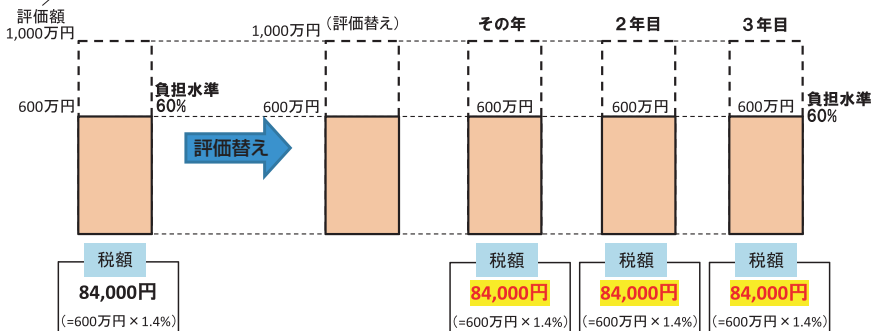 評価額
1,000万円
600万円
負担水準
60%
評価替え
1,000万円
(評価替え)
600万円
その年
600万円
2年目
600万円
3年目
600万円
負担水準
60%
税額
84,000円
(=600万円×1.4%)
税額
84,000円
(=600万円×1.4%)
税額
84,000円
(=600万円×1.4%)
税額
84,000円
(=600万円×1.4%)